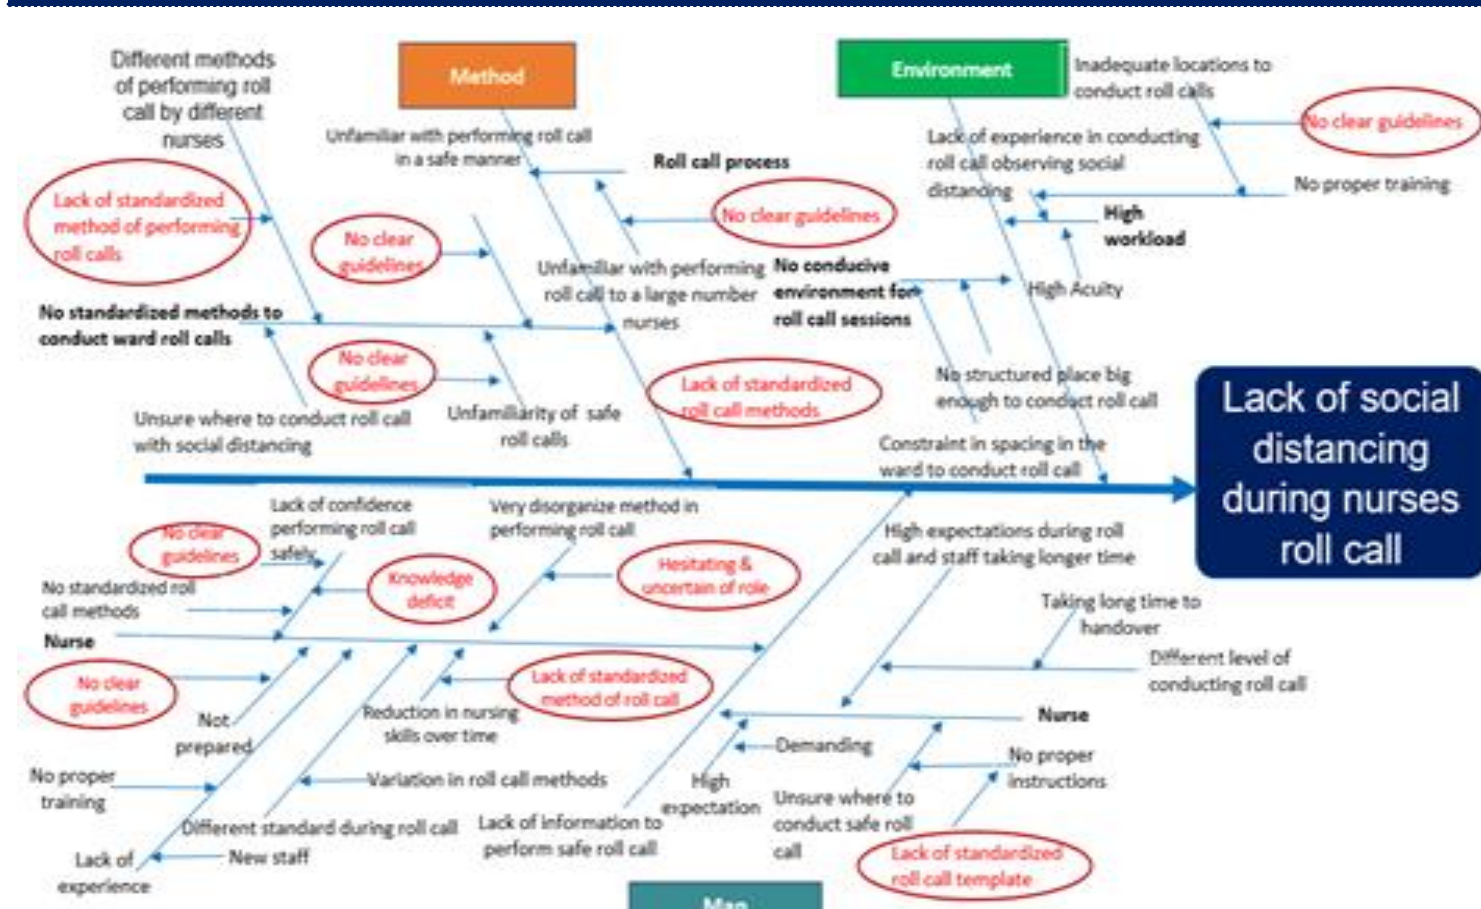 Different methods
of performing roll
call by different
nurses
Method
Environment
Inadequate locations to
conduct roll calls
No clear guidelines
Unfamiliar with performing roll call
in a safe manner
Roll call process
Lack of experience in conducting
roll call observing social
distancing
No proper training
Lack of standardized
method of performing
roll calls
No clear
guidelines
No clear guidelines
High
workload
Unfamiliar with performing
roll call to a large number
nurses
No conducive
environment for
roll call sessions
High Acuity
No standardized methods to
conduct ward roll calls
No clear
guidelines
Lack of standardized
roll call methods
No structured place big
enough to conduct roll call
Unsure where to conduct roll call
with social distancing
Unfamiliarity of safe
roll calls
Constraint in spacing in the
ward to conduct roll call
Lack of social
distancing
during nurses
roll call
Lack of confidence
performing roll call
safely
Very disorganize method in
performing roll call
High expectations during roll
call and staff taking longer time
No clear
guidelines
Knowledge
deficit
Hesitating &
uncertain of role
No standardized roll
call methods
Taking long time to
handover
Nurse
Different level of
conducting roll call
No clear
guidelines
Lack of standardized
method of roll call
Not
prepared
Reduction in nursing
skills over time
Nurse
Demanding
No proper
instructions
No proper
training
Variation in roll call methods
High
expectation
Unsure where to
conduct safe roll
call
Different standard during roll call
Lack of information to
perform safe roll call
Lack of
experience
New staff
Lack of standardized
roll call template
Man